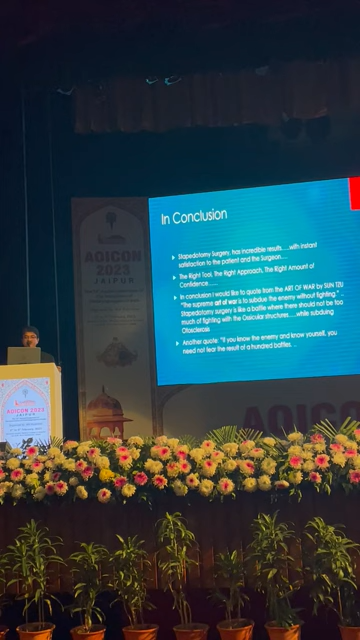 In Conclusion
Stapedotomy Surgery, has incredible results.....with instant
satisfaction to the patient and the Surgeon...
The Right Tool, The Right Approach, The Right Amount of
Confidence.....
In conclusion I would like to quote from the ART OF WAR by SUN TZU
"The supreme art of war is to subdue the enemy without fighting." .
Stapedotomy surgery is like a battle where there should not be too
much of fighting with the Ossicular structures.....while subduing
Otosclerosis
Another quote: "If you know the enemy and know yourself, you
need not fear the result of a hundred battles.
AOICON
2023
JAIPUR
AOICON 2023
JAIPUR
AOICON